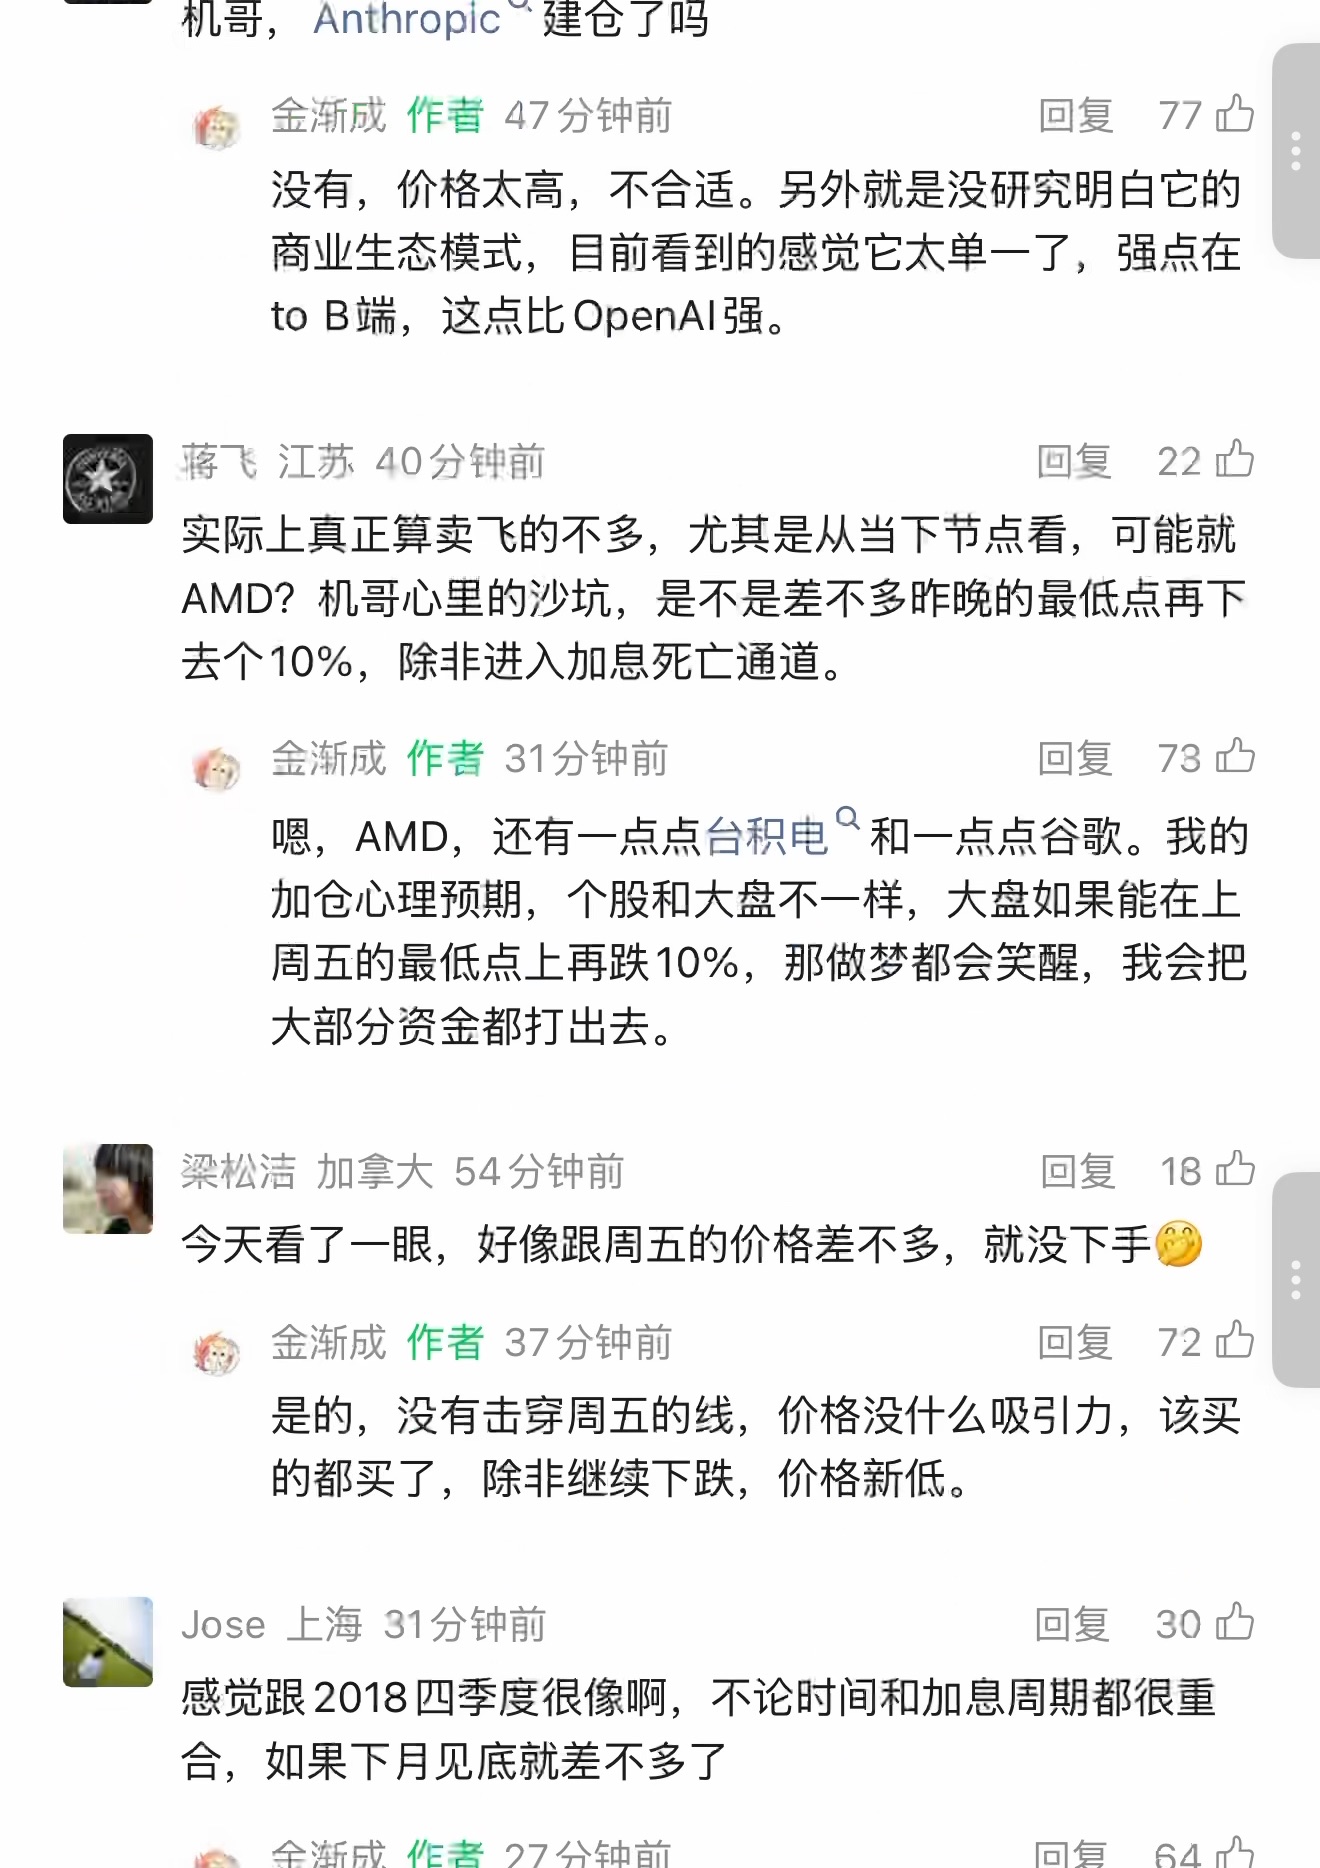 机哥，Anthropic 建仓了吗
金渐成 作者 47分钟前 回复 77
没有，价格太高，不合适。另外就是没研究明白它的
商业生态模式，目前看到的感觉它太单一了，强点在
to B端，这点比OpenAI强。
蒋飞 江苏 40分钟前 回复 22
实际上真正算卖飞的不多，尤其是从当下节点看，可能就
AMD？机哥心里的沙坑，是不是差不多昨晚的最低点再下
去个10%，除非进入加息死亡通道。
金渐成 作者 31分钟前 回复 73
嗯，AMD，还有一点点台积电 和一点点谷歌。我的
加仓心理预期，个股和大盘不一样，大盘如果能在上
周五的最低点上再跌10%，那做梦都会笑醒，我会把
大部分资金都打出去。
梁松洁 加拿大 54分钟前 回复 18
今天看了一眼，好像跟周五的价格差不多，就没下手🤭
金渐成 作者 37分钟前 回复 72
是的，没有击穿周五的线，价格没什么吸引力，该买
的都买了，除非继续下跌，价格新低。
Jose 上海 31分钟前 回复 30
感觉跟2018四季度很像啊，不论时间和加息周期都很重
合，如果下月见底就差不多了
金渐成 作者 27分钟前 回复 64